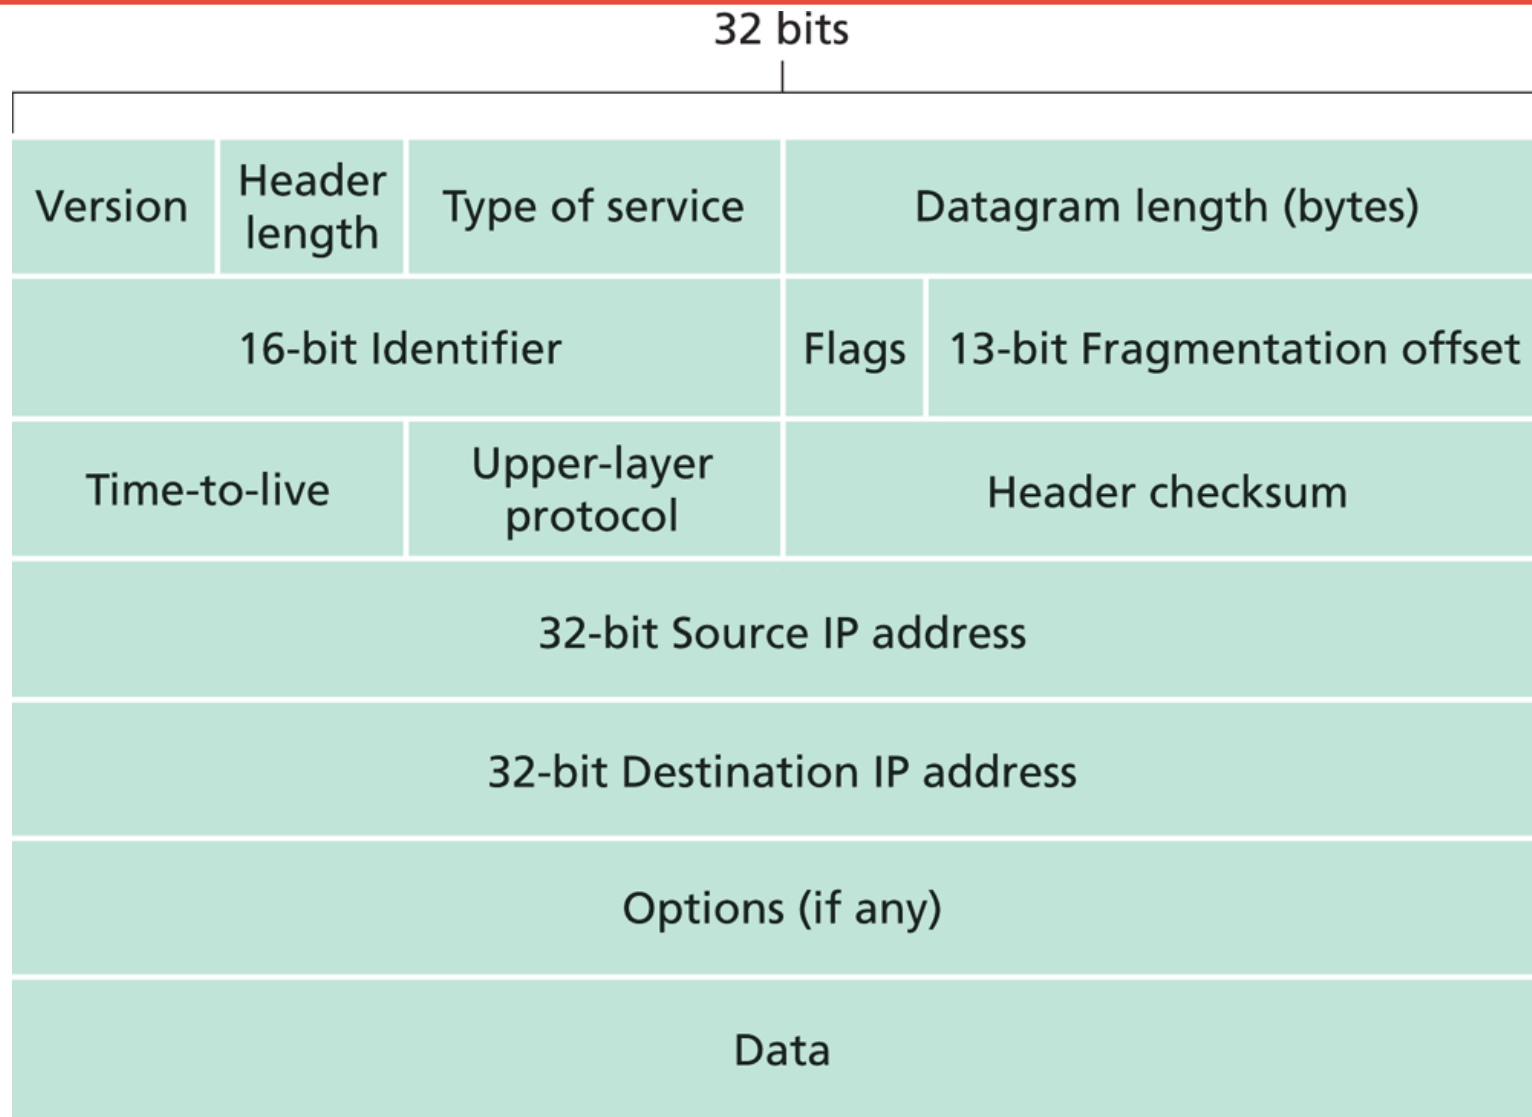 32 bits
Version
Header
length
Type of service
Datagram length (bytes)
16-bit Identifier
Flags
13-bit Fragmentation offset
Time-to-live
Upper-layer
protocol
Header checksum
32-bit Source IP address
32-bit Destination IP address
Options (if any)
Data